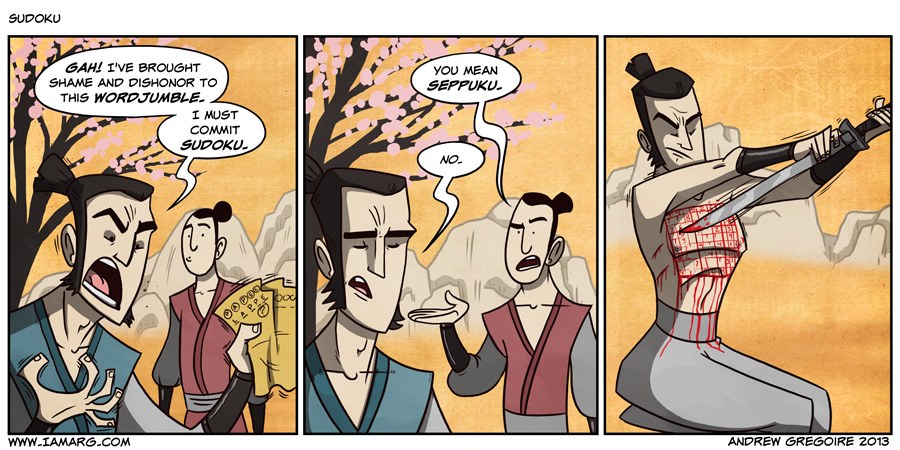 SUDOKU
GAH! I'VE BROUGHT
SHAME AND DISHONOR TO
THIS WORDJUMBLE.
I MUST
COMMIT
SUDOKU.
YOU MEAN
SEPPUKU.
NO.
WWW.IAMARG.COM
ANDREW GREGOIRE 2013